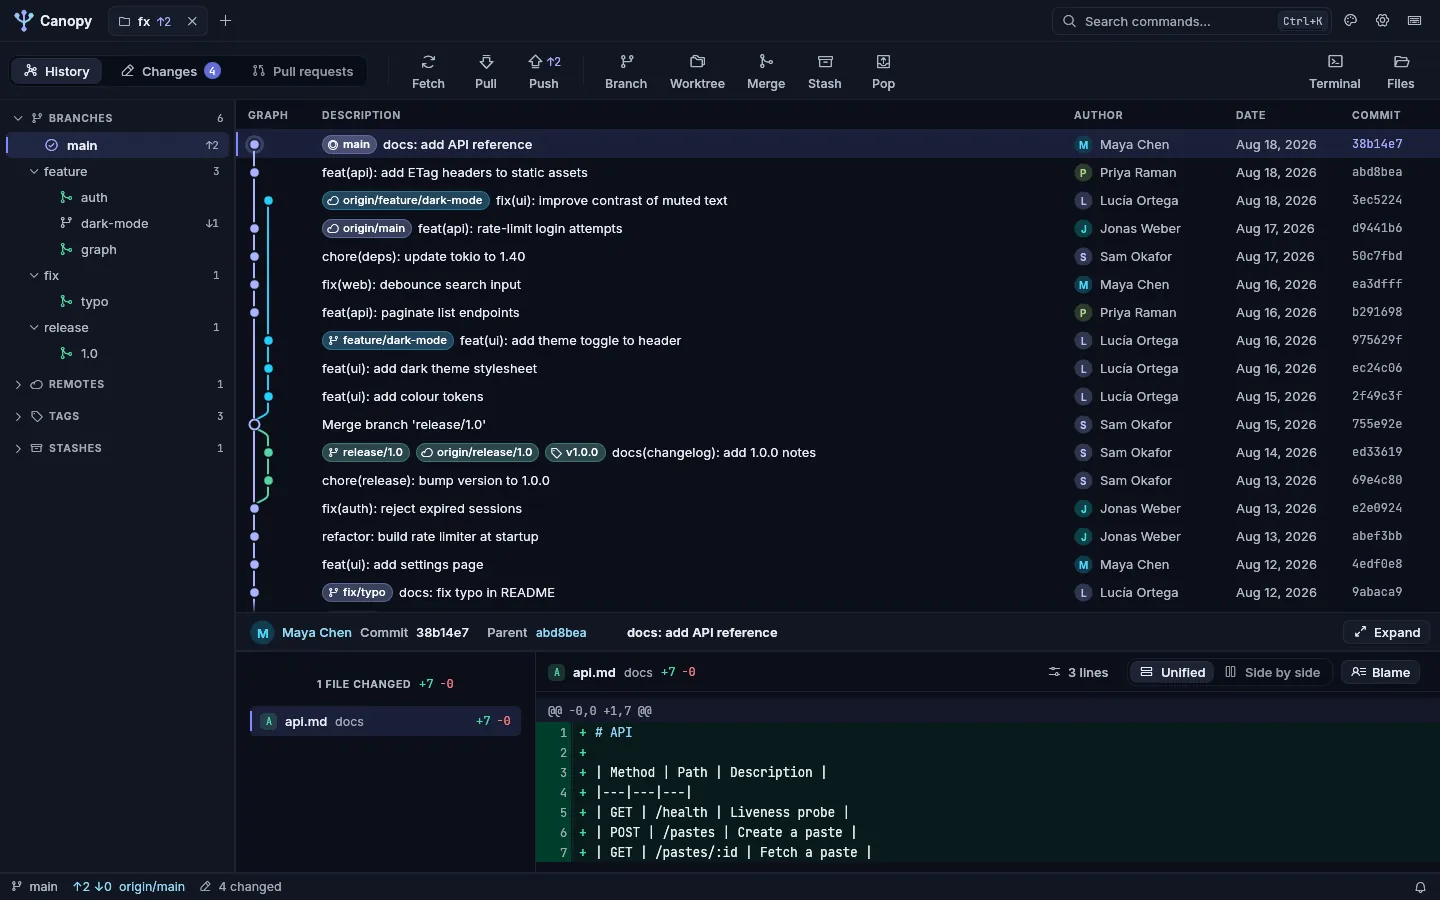 Canopy fx ↑2 Search commands... Ctrl+K
History Changes 4 Pull requests Fetch Pull ↑2 Push Branch Worktree Merge Stash Pop Terminal Files
BRANCHES 6
main ↑2
feature 3
auth
dark-mode ↓1
graph
fix 1
typo
release 1
1.0
REMOTES 1
TAGS 3
STASHES 1
GRAPH DESCRIPTION AUTHOR DATE COMMIT
main docs: add API reference M Maya Chen Aug 18, 2026 38b14e7
feat(api): add ETag headers to static assets P Priya Raman Aug 18, 2026 abd8bea
origin/feature/dark-mode fix(ui): improve contrast of muted text L Lucía Ortega Aug 18, 2026 3ec5224
origin/main feat(api): rate-limit login attempts J Jonas Weber Aug 17, 2026 d9441b6
chore(deps): update tokio to 1.40 S Sam Okafor Aug 17, 2026 50c7fbd
fix(web): debounce search input M Maya Chen Aug 16, 2026 ea3dfff
feat(api): paginate list endpoints P Priya Raman Aug 16, 2026 b291698
feature/dark-mode feat(ui): add theme toggle to header L Lucía Ortega Aug 16, 2026 975629f
feat(ui): add dark theme stylesheet L Lucía Ortega Aug 16, 2026 ec24c06
feat(ui): add colour tokens L Lucía Ortega Aug 15, 2026 2f49c3f
Merge branch 'release/1.0' S Sam Okafor Aug 15, 2026 755e92e
release/1.0 origin/release/1.0 v1.0.0 docs(changelog): add 1.0.0 notes S Sam Okafor Aug 14, 2026 ed33619
chore(release): bump version to 1.0.0 S Sam Okafor Aug 13, 2026 69e4c80
fix(auth): reject expired sessions J Jonas Weber Aug 13, 2026 e2e0924
refactor: build rate limiter at startup J Jonas Weber Aug 13, 2026 abef3bb
feat(ui): add settings page M Maya Chen Aug 12, 2026 4edf0e8
fix/typo docs: fix typo in README L Lucía Ortega Aug 12, 2026 9abaca9
M Maya Chen Commit 38b14e7 Parent abd8bea docs: add API reference Expand
1 FILE CHANGED +7 -0
A api.md docs +7 -0
A api.md docs +7 -0 3 lines Unified Side by side Blame
@@ -0,0 +1,7 @@
1 + # API
2 +
3 + | Method | Path | Description |
4 + |---|---|---|
5 + | GET | /health | Liveness probe |
6 + | POST | /pastes | Create a paste |
7 + | GET | /pastes/:id | Fetch a paste |
main ↑2 ↓0 origin/main 4 changed